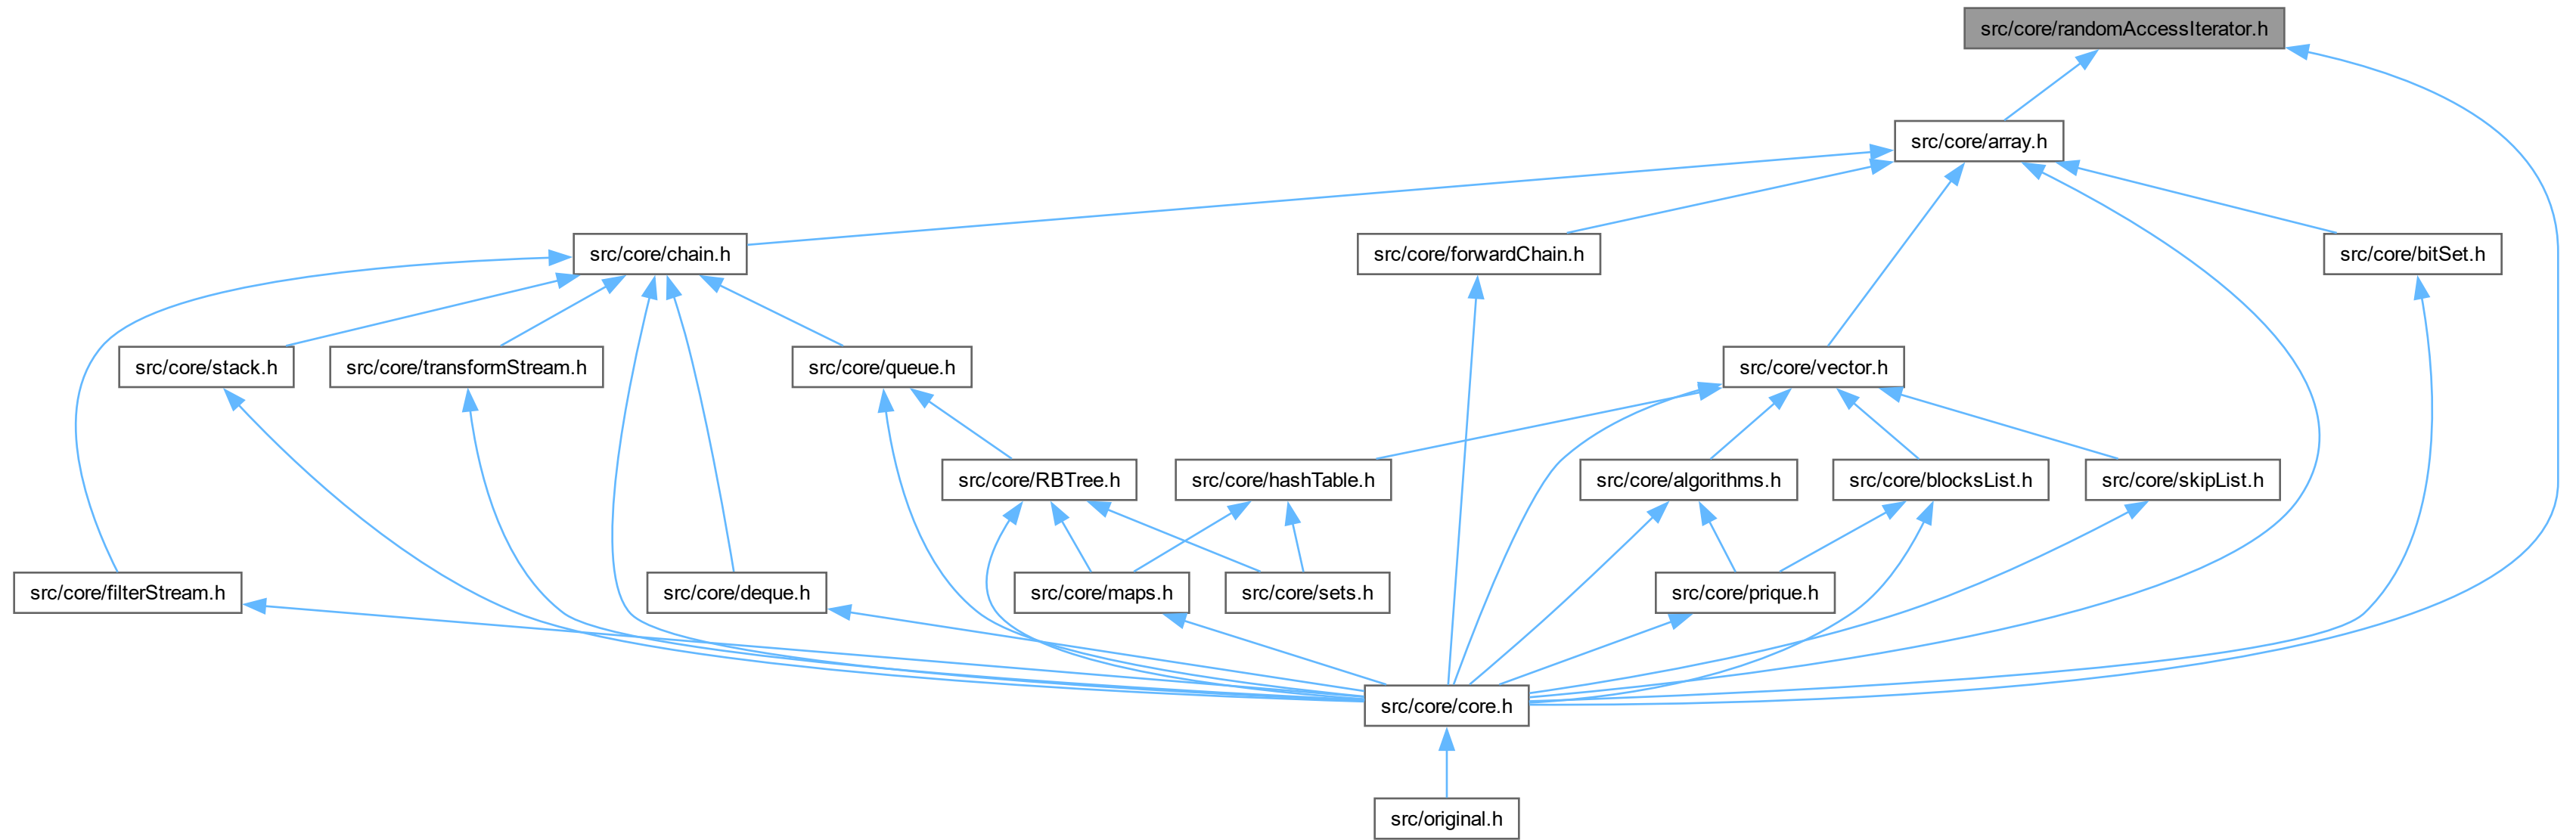 src/core/randomAccessIterator.h
src/core/array.h
src/core/chain.h
src/core/forwardChain.h
src/core/bitSet.h
src/core/stack.h
src/core/transformStream.h
src/core/queue.h
src/core/vector.h
src/core/RBTree.h
src/core/hashTable.h
src/core/algorithms.h
src/core/blocksList.h
src/core/skipList.h
src/core/filterStream.h
src/core/deque.h
src/core/maps.h
src/core/sets.h
src/core/prique.h
src/core/core.h
src/original.h